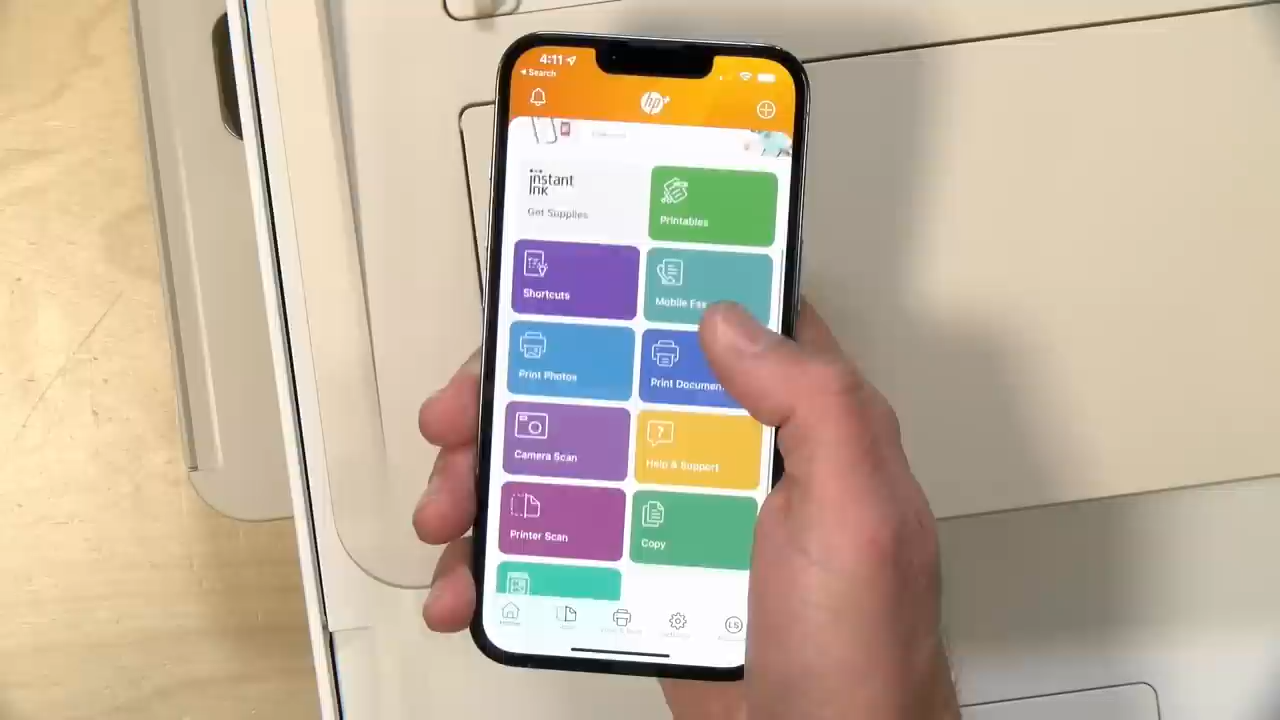 4:11
Search
hp+
instant
ink
Get Supplies
Printables
Shortcuts
Mobile Fax
Print Photos
Print Documen
Camera Scan
Help & Support
Printer Scan
Copy
LS